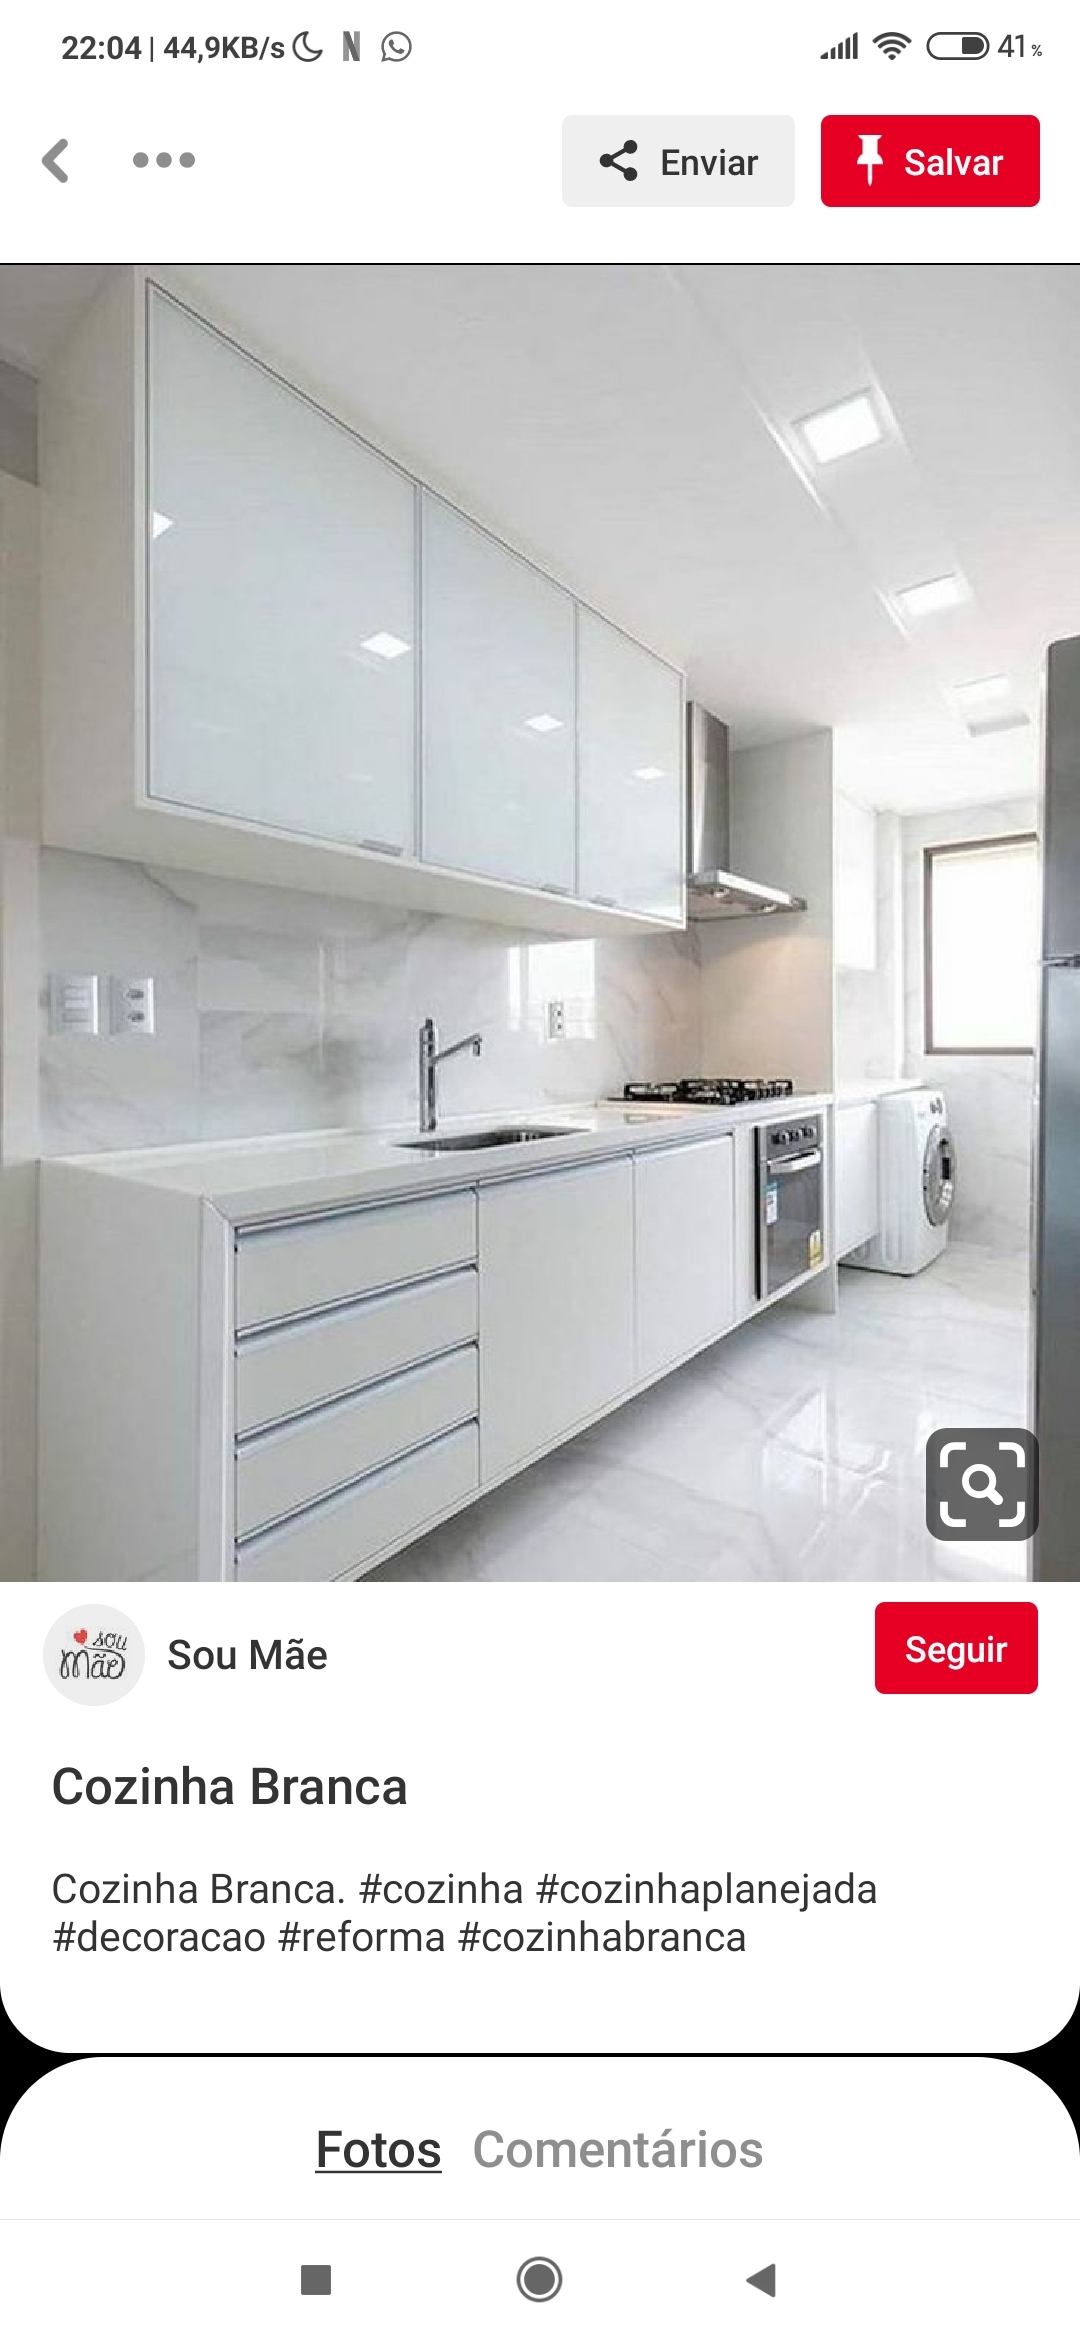 22:04 | 44,9KB/s
41%
Enviar
Salvar
sou
mãe
Sou Mãe
Seguir
Cozinha Branca
Cozinha Branca. #cozinha #cozinhaplanejada
#decoracao #reforma #cozinhabranca
Fotos Comentários